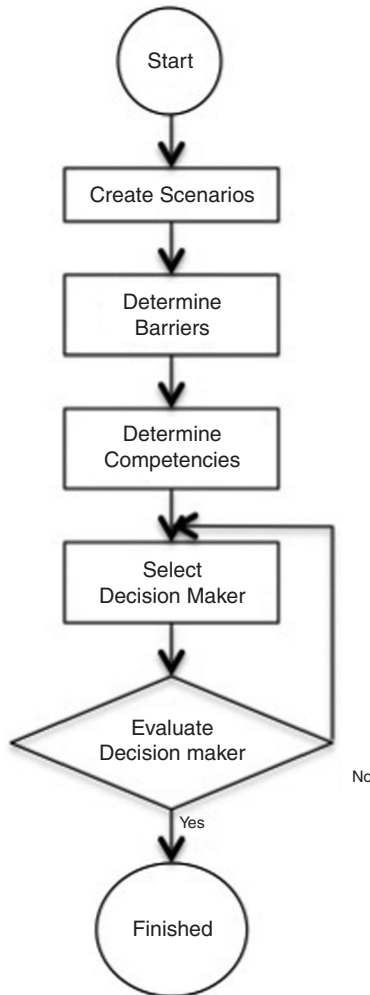 Start
Create Scenarios
Determine
Barriers
Determine
Competencies
Select
Decision Maker
Evaluate
Decision maker
No
Yes
Finished